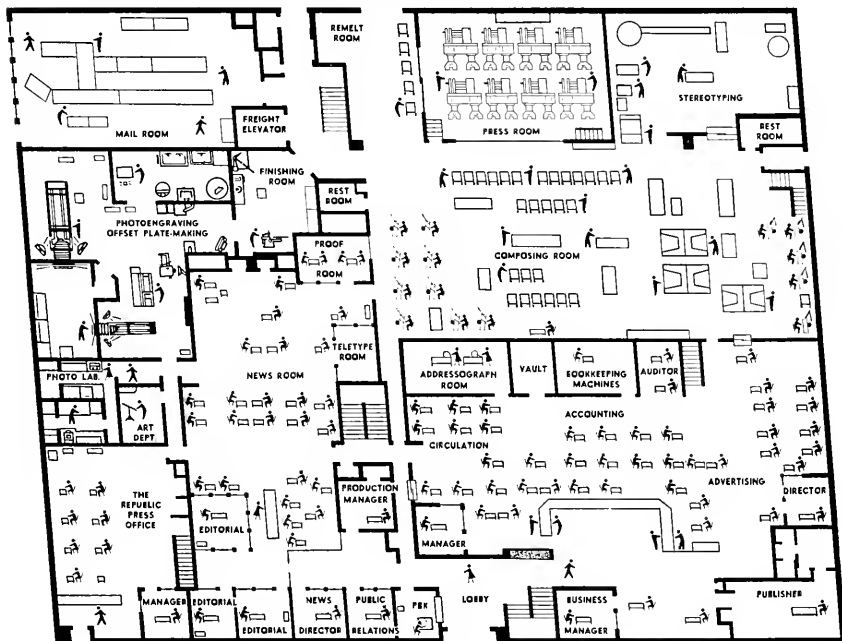 REMELT
ROOM
MAIL ROOM
FREIGHT
ELEVATOR
PRESS ROOM
STEREOTYPING
REST
ROOM
FINISHING
ROOM
REST
ROOM
PHOTOENGRAVING
OFFSET PLATE-MAKING
PROOF
ROOM
COMPOSING ROOM
TELETYPE
ROOM
NEWS ROOM
PHOTO LAB.
ART
DEPT
ADDRESSOGRAPH
ROOM
VAULT
BOOKKEEPING
MACHINES
AUDITOR
ACCOUNTING
CIRCULATION
ADVERTISING
DIRECTOR
THE
REPUBLIC
PRESS
OFFICE
EDITORIAL
PRODUCTION
MANAGER
MANAGER
MANAGER
EDITORIAL
EDITORIAL
NEWS
DIRECTOR
PUBLIC
RELATIONS
PBX
LOBBY
BUSINESS
MANAGER
PUBLISHER